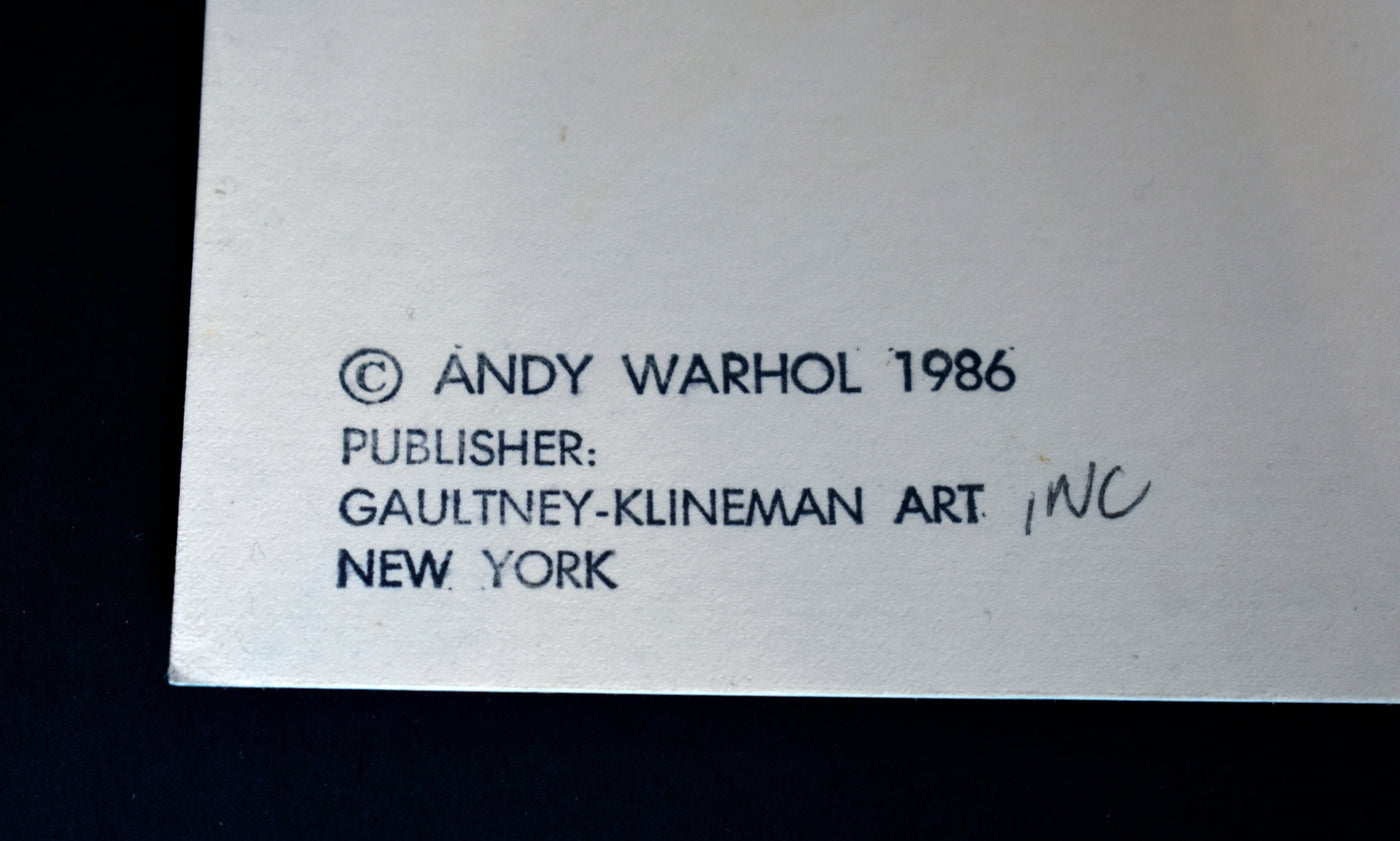 © ANDY WARHOL 1986
PUBLISHER:
GAULTNEY-KLINEMAN ART INC
NEW YORK